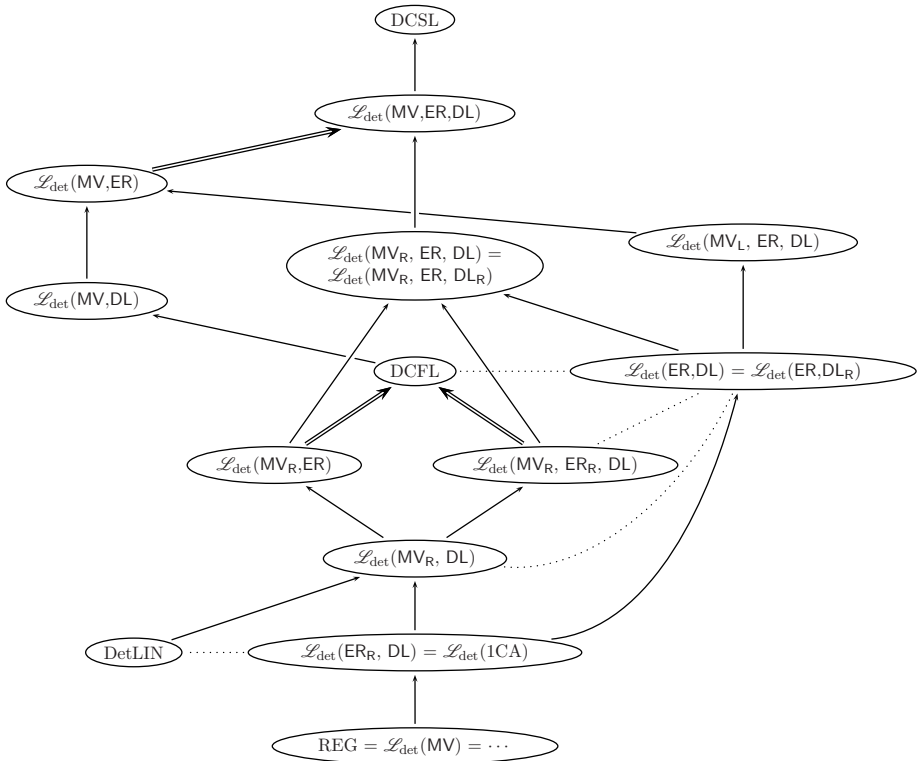 DCSL
ℒdet(MV,ER,DL)
ℒdet(MV,ER)
ℒdet(MVL, ER, DL)
ℒdet(MVR, ER, DL) =
ℒdet(MVR, ER, DLR)
ℒdet(MV,DL)
DCFL
ℒdet(ER,DL) = ℒdet(ER,DLR)
ℒdet(MVR,ER)
ℒdet(MVR, ERR, DL)
ℒdet(MVR, DL)
DetLIN
ℒdet(ERR, DL) = ℒdet(1CA)
REG = ℒdet(MV) = ⋯